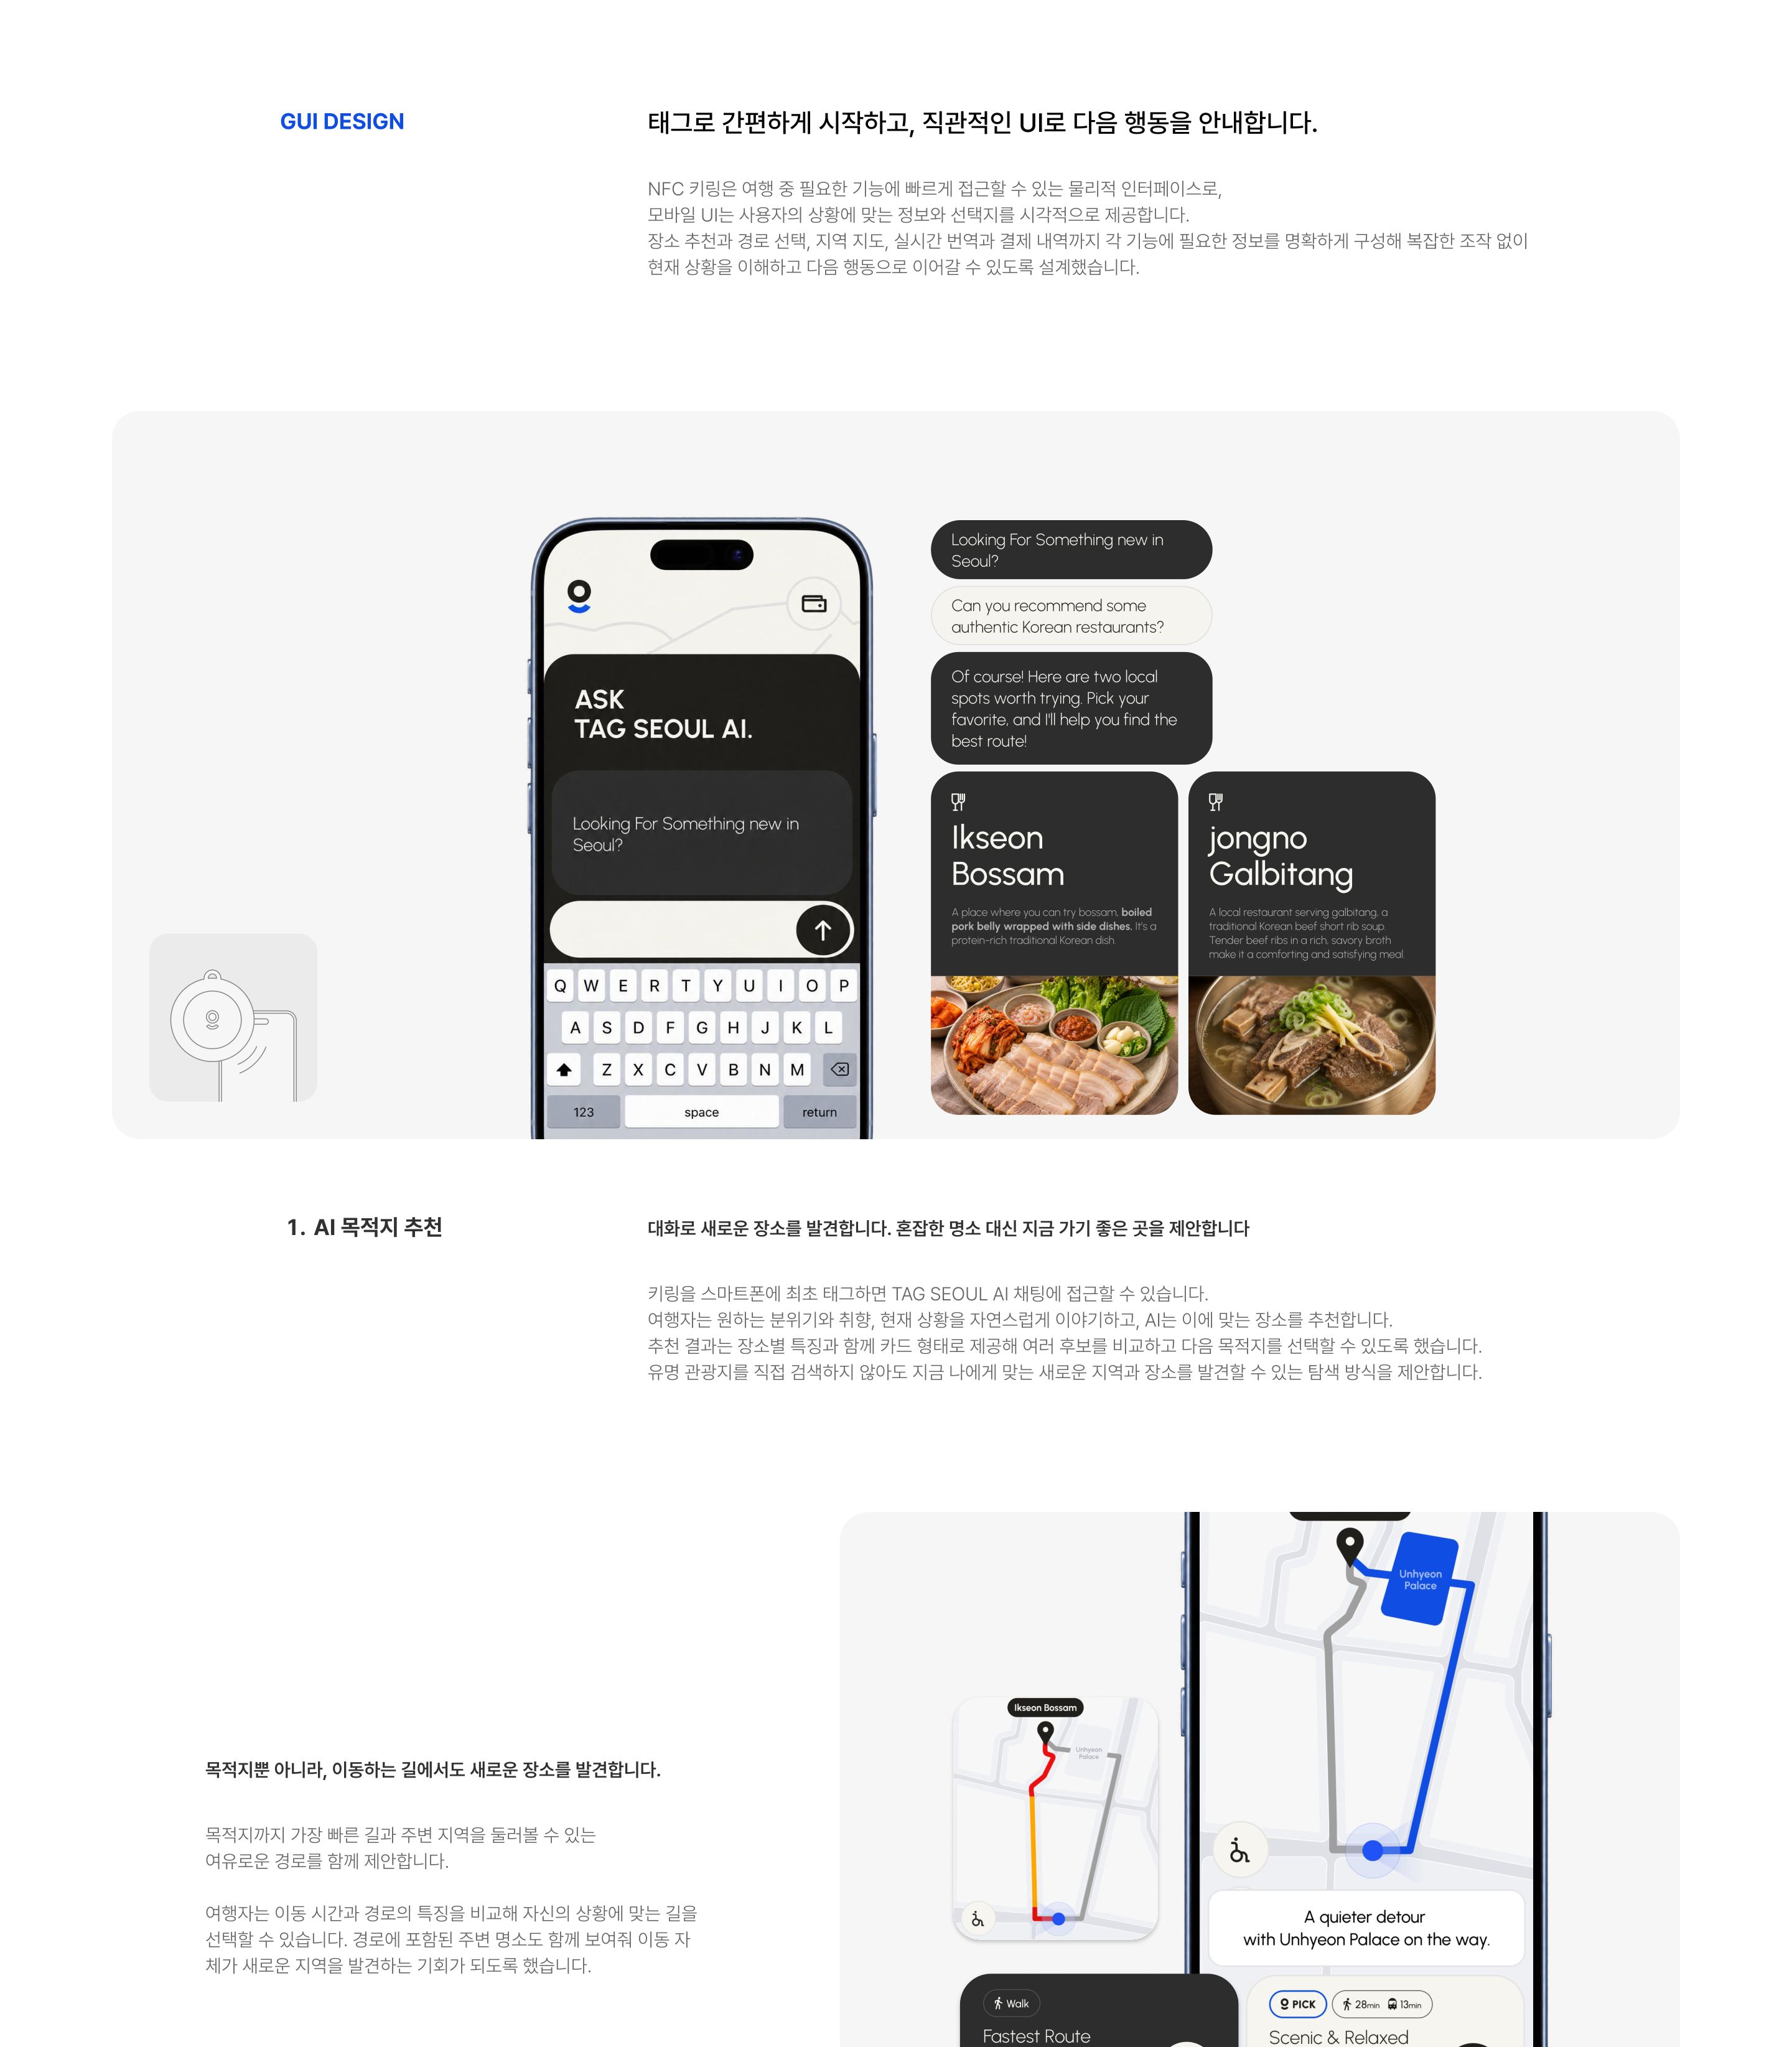 GUI DESIGN
태그로 간편하게 시작하고, 직관적인 UI로 다음 행동을 안내합니다.
NFC 키링은 여행 중 필요한 기능에 빠르게 접근할 수 있는 물리적 인터페이스로,
모바일 UI는 사용자의 상황에 맞는 정보와 선택지를 시각적으로 제공합니다.
장소 추천과 경로 선택, 지역 지도, 실시간 번역과 결제 내역까지 각 기능에 필요한 정보를 명확하게 구성해 복잡한 조작 없이
현재 상황을 이해하고 다음 행동으로 이어갈 수 있도록 설계했습니다.
ASK
TAG SEOUL AI.
Looking For Something new in
Seoul?
Q W E R T Y U I O P
A S D F G H J K L
Z X C V B N M
123 space return
Looking For Something new in
Seoul?
Can you recommend some
authentic Korean restaurants?
Of course! Here are two local
spots worth trying. Pick your
favorite, and I'll help you find the
best route!
Ikseon
Bossam
A place where you can try bossam, boiled
pork belly wrapped with side dishes. It's a
protein-rich traditional Korean dish.
jongno
Galbitang
A local restaurant serving galbitang, a
traditional Korean beef short rib soup.
Tender beef ribs in a rich, savory broth
make it a comforting and satisfying meal.
1. AI 목적지 추천
대화로 새로운 장소를 발견합니다. 혼잡한 명소 대신 지금 가기 좋은 곳을 제안합니다
키링을 스마트폰에 최초 태그하면 TAG SEOUL AI 채팅에 접근할 수 있습니다.
여행자는 원하는 분위기와 취향, 현재 상황을 자연스럽게 이야기하고, AI는 이에 맞는 장소를 추천합니다.
추천 결과는 장소별 특징과 함께 카드 형태로 제공해 여러 후보를 비교하고 다음 목적지를 선택할 수 있도록 했습니다.
유명 관광지를 직접 검색하지 않아도 지금 나에게 맞는 새로운 지역과 장소를 발견할 수 있는 탐색 방식을 제안합니다.
목적지뿐 아니라, 이동하는 길에서도 새로운 장소를 발견합니다.
목적지까지 가장 빠른 길과 주변 지역을 둘러볼 수 있는
여유로운 경로를 함께 제안합니다.
여행자는 이동 시간과 경로의 특징을 비교해 자신의 상황에 맞는 길을
선택할 수 있습니다. 경로에 포함된 주변 명소도 함께 보여줘 이동 자
체가 새로운 지역을 발견하는 기회가 되도록 했습니다.
Ikseon Bossam
Unhyeon
Palace
Unhyeon
Palace
A quieter detour
with Unhyeon Palace on the way.
Walk
Fastest Route
PICK 28min 13min
Scenic & Relaxed